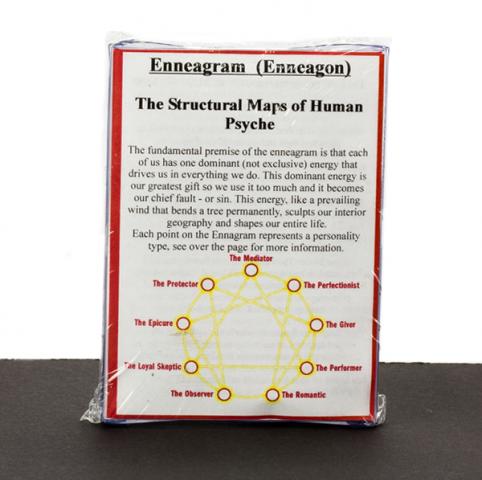 Enneagram (Enneagon)
The Structural Maps of Human
Psyche
The fundamental premise of the enneagram is that each
of us has one dominant (not exclusive) energy that
drives us in everything we do. This dominant energy is
our greatest gift so we use it too much and it becomes
our chief fault - or sin. This energy, like a prevailing
wind that bends a tree permanently, sculpts our interior
geography and shapes our entire life.
Each point on the Ennagram represents a personality
type, see over the page for more information.
The Mediator
The Protector
The Perfectionist
The Epicure
The Giver
The Loyal Skeptic
The Performer
The Observer
The Romantic